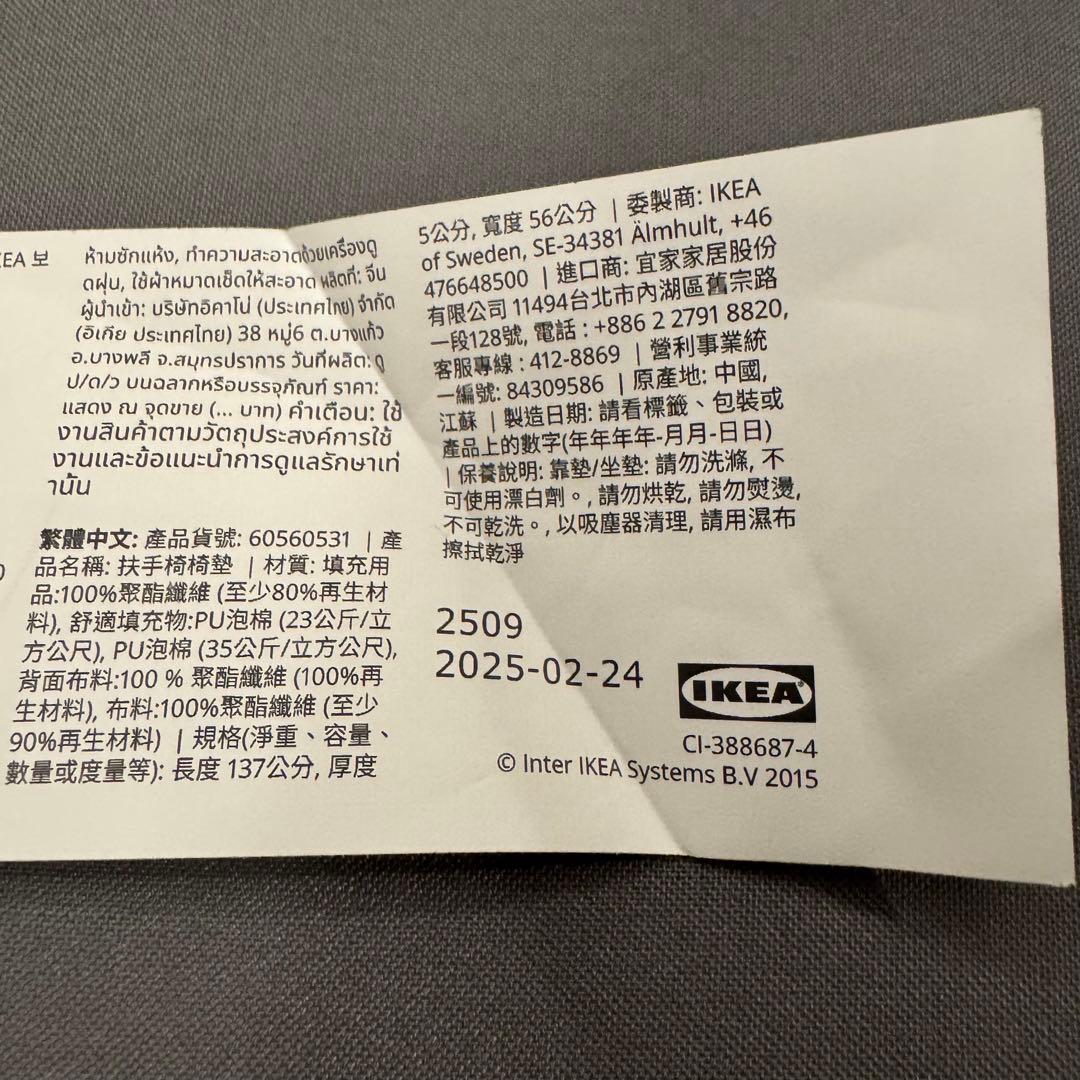 EA 보
ห้ามซักแห้ง, ทำความสะอาดด้วยเครื่องดู
ดฝุ่น, ใช้ผ้าหมาดเช็ดให้สะอาด ผลิตที่: จีน
ผู้นำเข้า: บริษัทอิคาโน่ (ประเทศไทย) จำกัด
(อิเกีย ประเทศไทย) 38 หมู่6 ต.บางแก้ว
อ.บางพลี จ.สมุทรปราการ วันที่ผลิต: ดู
ป/ด/ว บนฉลากหรือบรรจุภัณฑ์ ราคา:
แสดง ณ จุดขาย (... บาท) คำเตือน: ใช้
งานสินค้าตามวัตถุประสงค์การใช้
งานและข้อแนะนำการดูแลรักษาเท่
านั้น
繁體中文: 產品貨號: 60560531 | 產
品名稱: 扶手椅椅墊 | 材質: 填充用
品:100%聚酯纖維 (至少80%再生材
料), 舒適填充物:PU泡棉 (23公斤/立
方公尺), PU泡棉 (35公斤/立方公尺),
背面布料:100 % 聚酯纖維 (100%再
生材料), 布料:100%聚酯纖維 (至少
90%再生材料) | 規格(淨重、容量、
數量或度量等): 長度 137公分, 厚度
5公分, 寬度 56公分 | 委製商: IKEA
of Sweden, SE-34381 Älmhult, +46
476648500 | 進口商: 宜家家居股份
有限公司 11494台北市內湖區舊宗路
一段128號, 電話 : +886 2 2791 8820,
客服專線 : 412-8869 | 營利事業統
一編號: 84309586 | 原產地: 中國,
江蘇 | 製造日期: 請看標籤、包裝或
產品上的數字(年年年年-月月-日日)
| 保養說明: 靠墊/坐墊: 請勿洗滌, 不
可使用漂白劑。, 請勿烘乾, 請勿熨燙,
不可乾洗。, 以吸塵器清理, 請用濕布
擦拭乾淨
2509
2025-02-24
IKEA
CI-388687-4
© Inter IKEA Systems B.V 2015